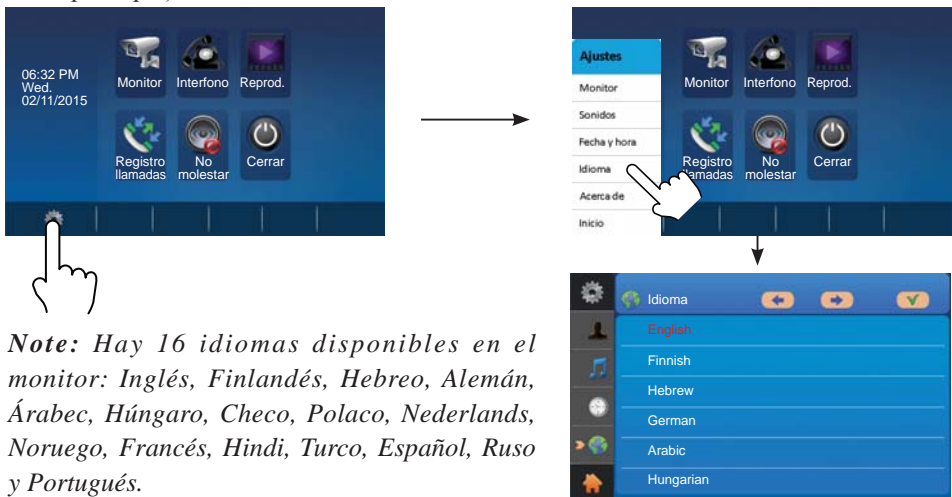 06:32 PM
Wed.
02/11/2015
Monitor
Interfono
Reprod.
Registro
llamadas
No
molestar
Cerrar
Ajustes
Monitor
Sonidos
Fecha y hora
Idioma
Acerca de
Inicio
Monitor
Interfono
Reprod.
Registro
llamadas
No
molestar
Cerrar
Note: Hay 16 idiomas disponibles en el
monitor: Inglés, Finlandés, Hebreo, Alemán,
Árabec, Húngaro, Checo, Polaco, Nederlands,
Noruego, Francés, Hindi, Turco, Español, Ruso
y Portugués.
Idioma
English
Finnish
Hebrew
German
Arabic
Hungarian